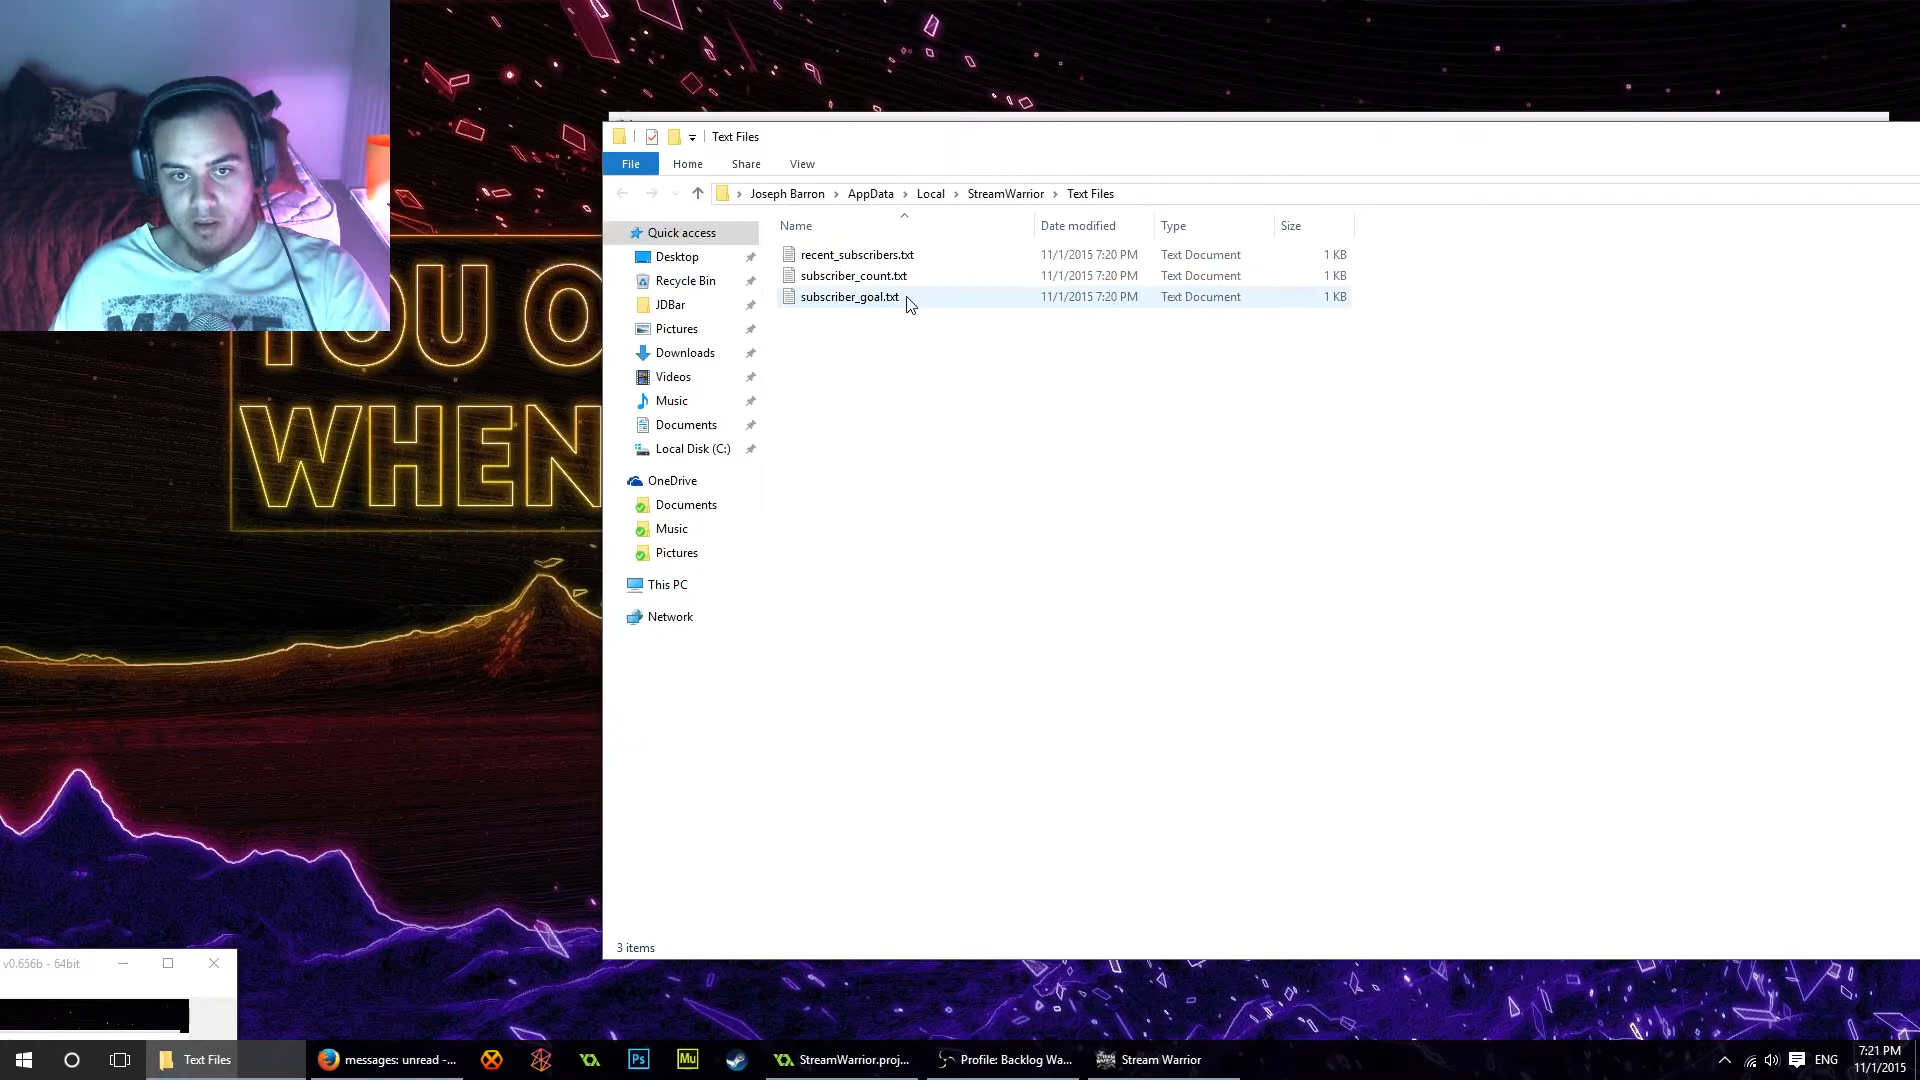 Text Files
File Home Share View
Joseph Barron AppData Local StreamWarrior Text Files
Name Date modified Type Size
Quick access
Desktop
Recycle Bin
JDBar
Pictures
Downloads
Videos
Music
Documents
Local Disk (C:)
OneDrive
Documents
Music
Pictures
This PC
Network
recent_subscribers.txt 11/1/2015 7:20 PM Text Document 1 KB
subscriber_count.txt 11/1/2015 7:20 PM Text Document 1 KB
subscriber_goal.txt 11/1/2015 7:20 PM Text Document 1 KB
YOU O
WHEN
3 items
v0.656b - 64bit
Text Files
messages: unread -...
Ps
Mu
StreamWarrior.proj...
Profile: Backlog Wa...
Stream Warrior
ENG
7:21 PM
11/1/2015